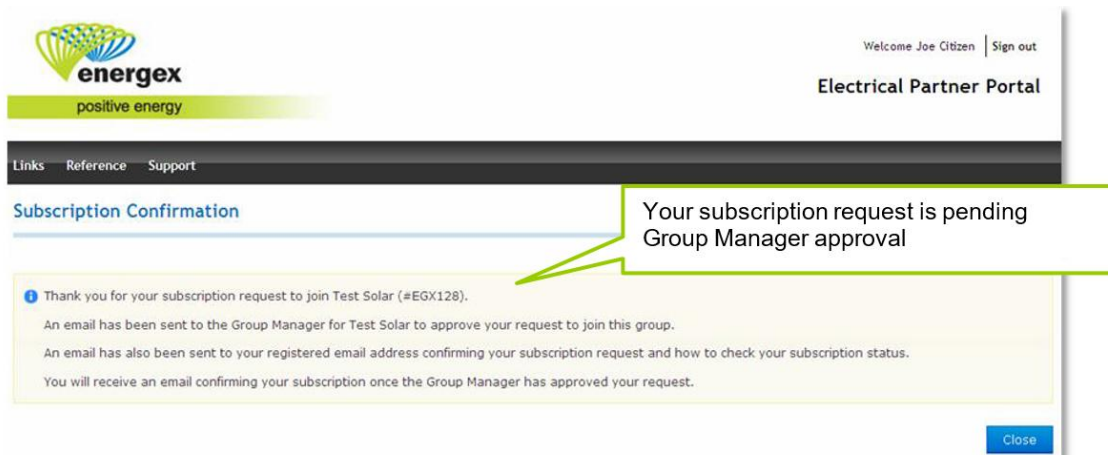 energex
positive energy
Welcome Joe Citizen | Sign out
Electrical Partner Portal
Links Reference Support
Subscription Confirmation
Your subscription request is pending
Group Manager approval
Thank you for your subscription request to join Test Solar (#EGX128).
An email has been sent to the Group Manager for Test Solar to approve your request to join this group.
An email has also been sent to your registered email address confirming your subscription request and how to check your subscription status.
You will receive an email confirming your subscription once the Group Manager has approved your request.
Close